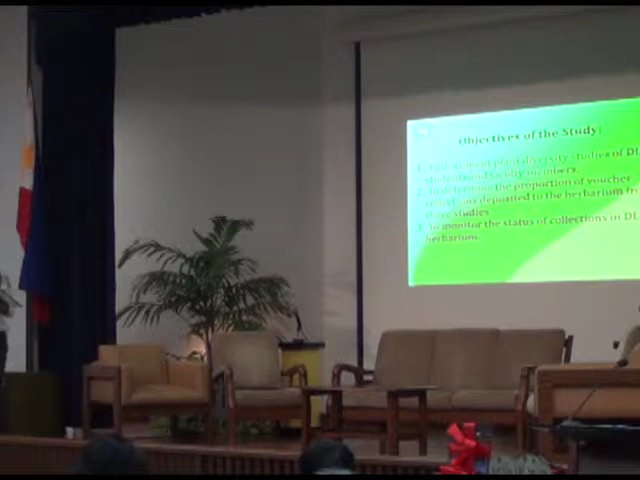 Objectives of the Study:
1. To document plant diversity studies of DL
students and faculty members.
2. To determine the proportion of voucher
collections deposited to the herbarium fro
these studies.
3. To monitor the status of collections in DL
herbarium.